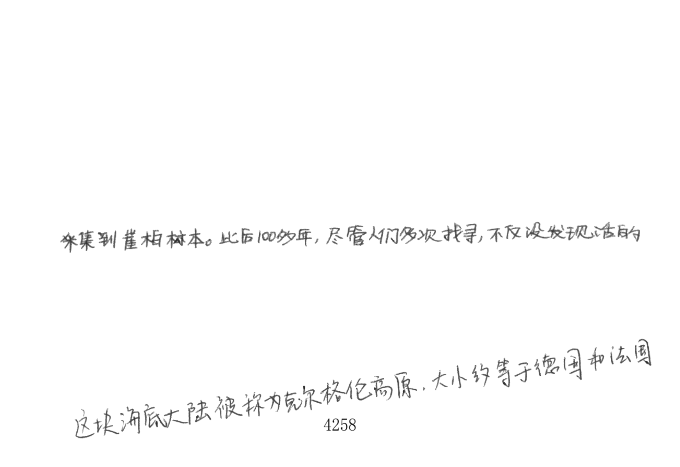 采集到崖柏树本。此后100多年,尽管人们多次找寻,不仅没发现活的
这块海底大陆被称为克尔格伦高原,大小约等于德国和法国
4258